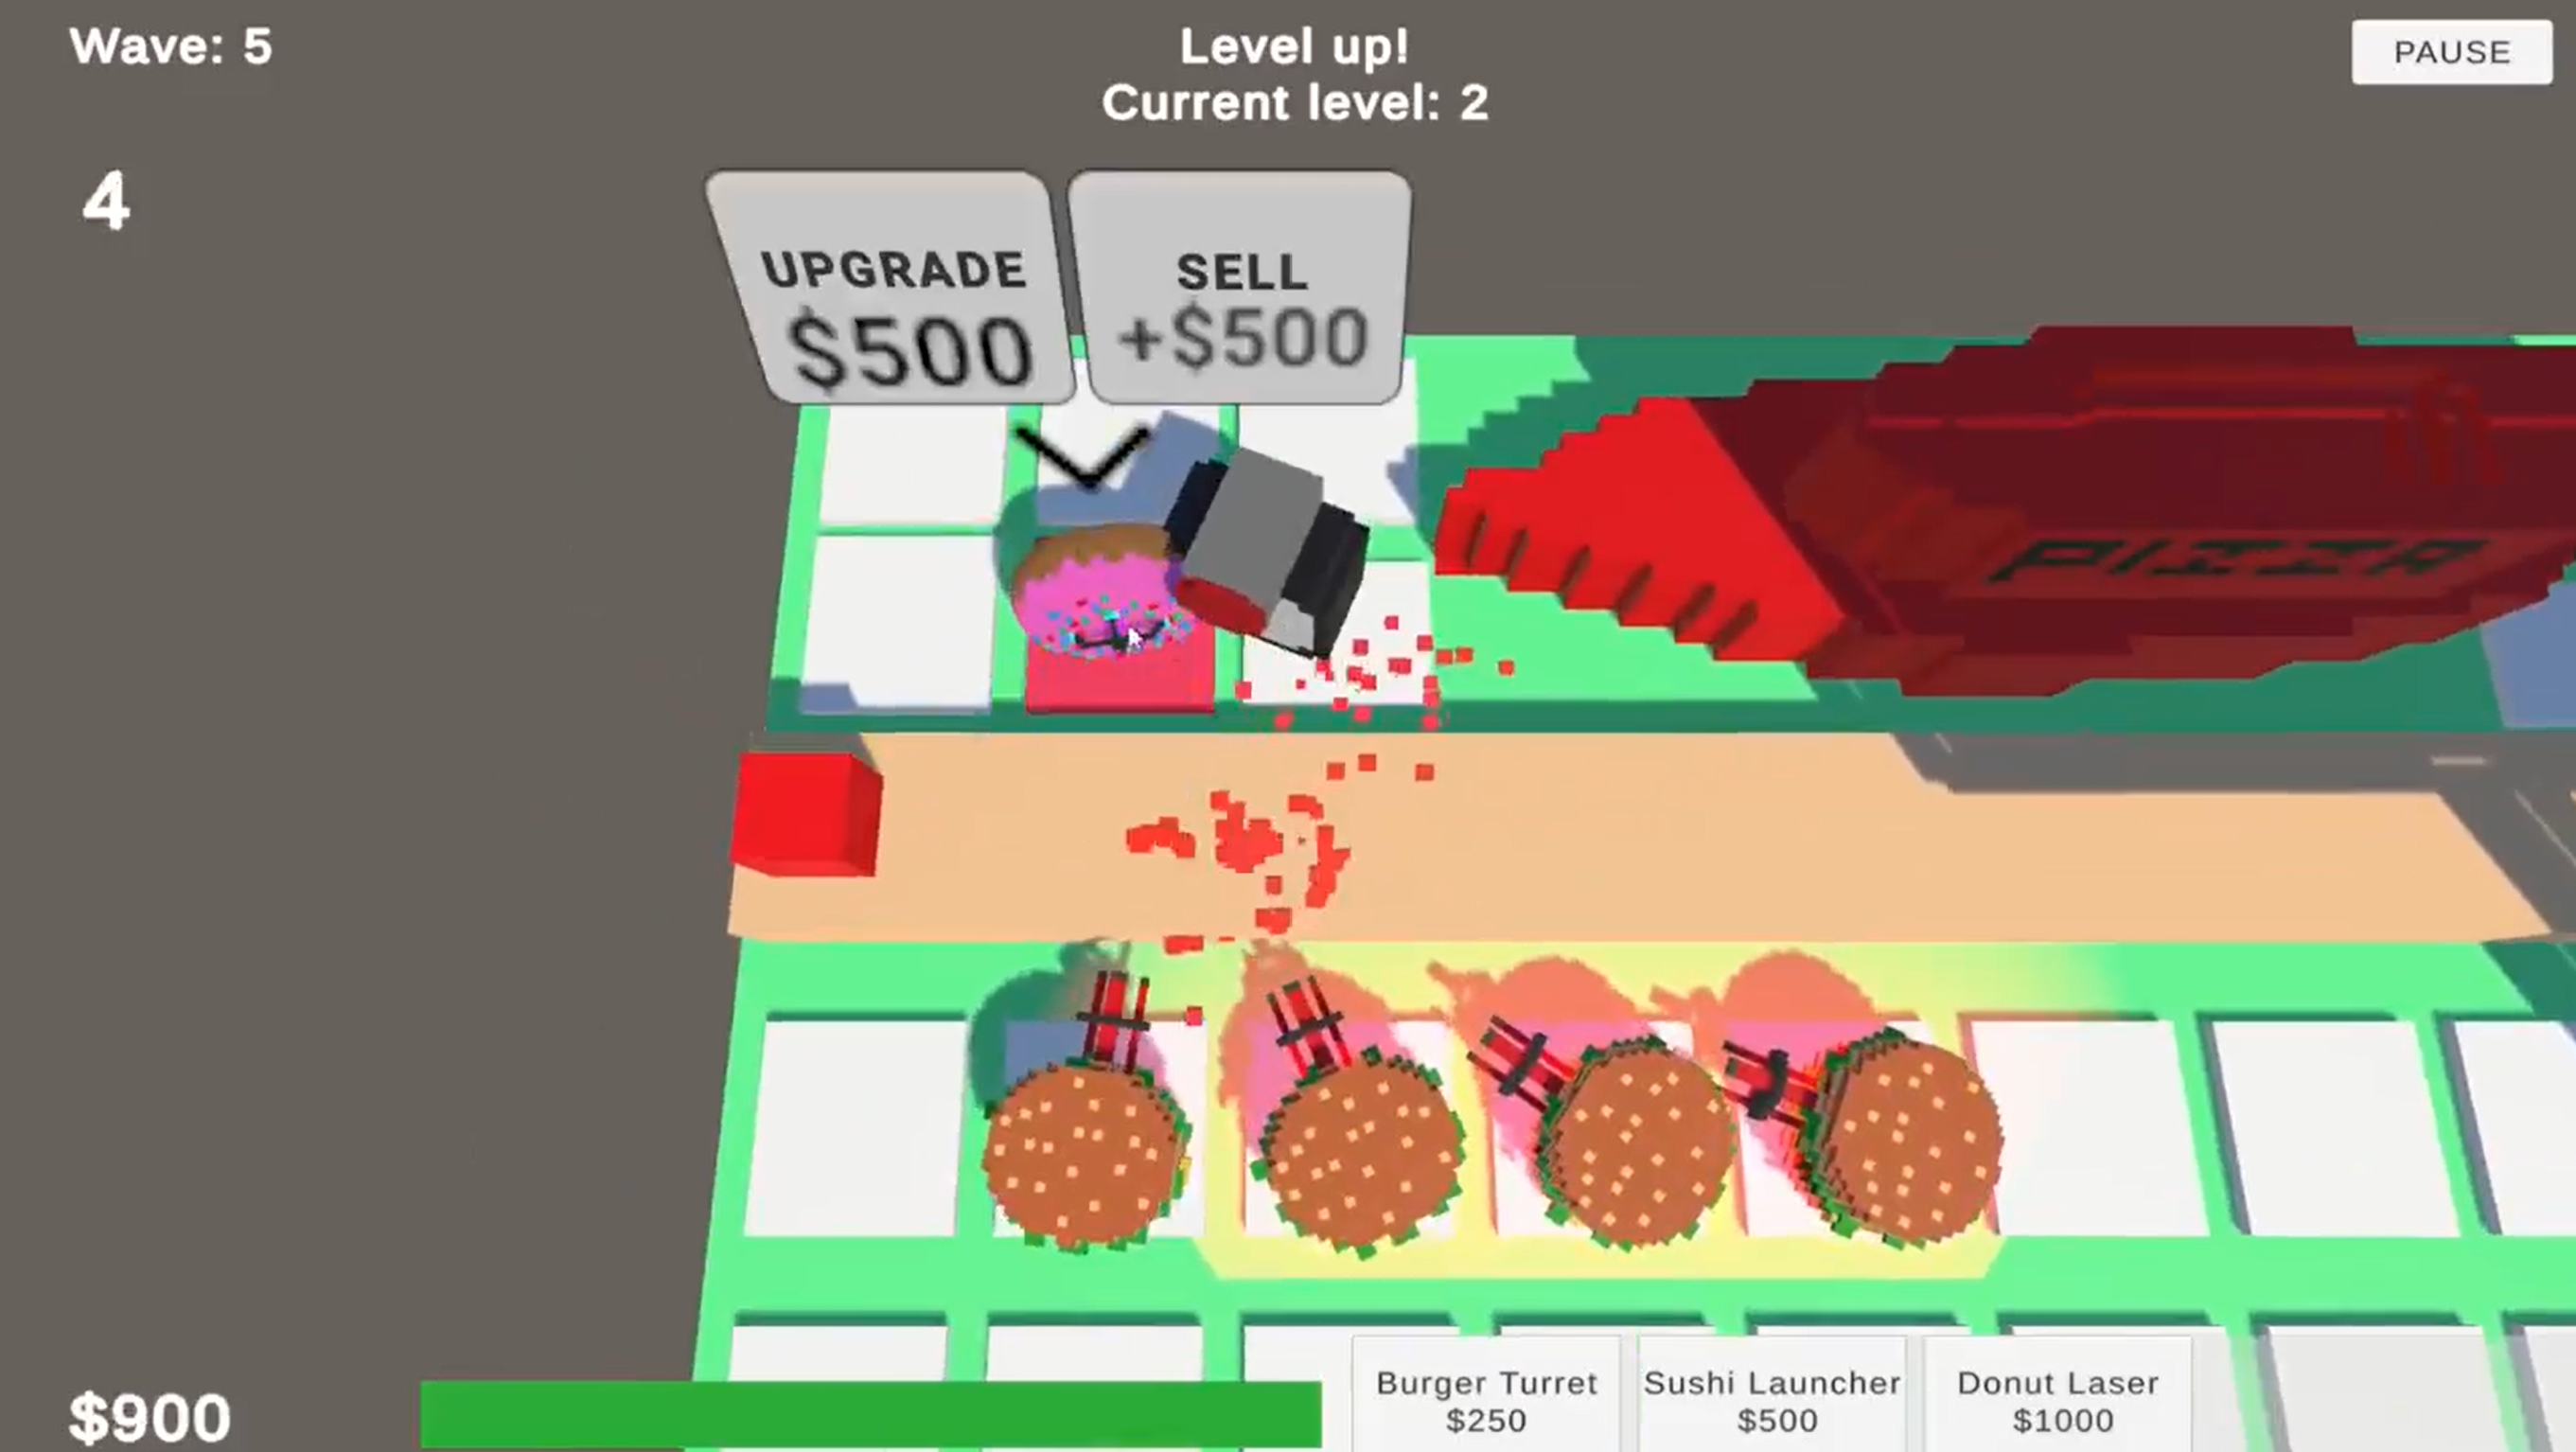 Wave: 5
Level up!
Current level: 2
PAUSE
4
UPGRADE
$500
SELL
+$500
PIZZA
$900
Burger Turret
$250
Sushi Launcher
$500
Donut Laser
$1000